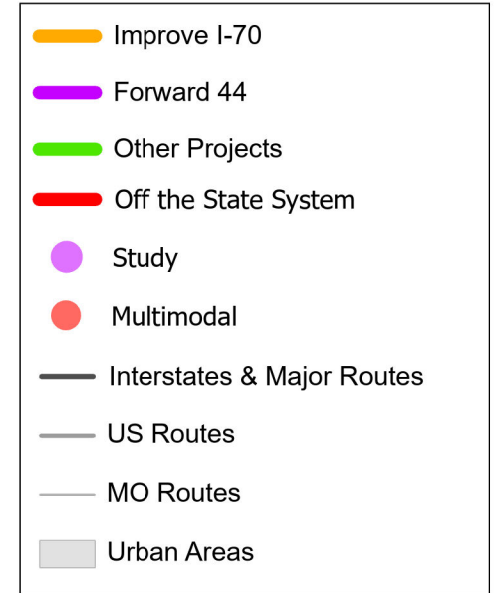 Improve I-70
Forward 44
Other Projects
Off the State System
Study
Multimodal
Interstates & Major Routes
US Routes
MO Routes
Urban Areas